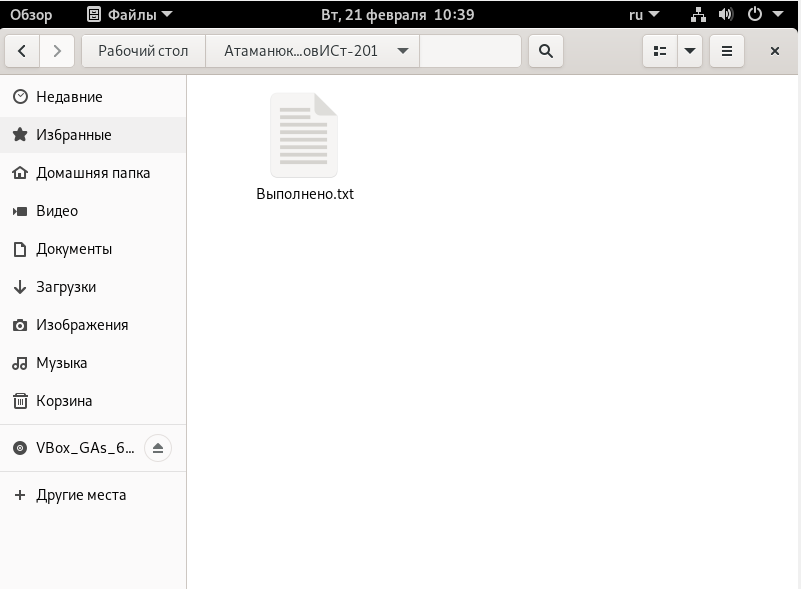 Обзор Файлы Вт, 21 февраля 10:39 ru
Рабочий стол Атаманюк...овИСт-201
Недавние
Избранные
Домашняя папка
Видео
Документы
Загрузки
Изображения
Музыка
Корзина
VBox_GAs_6...
Другие места
Выполнено.txt